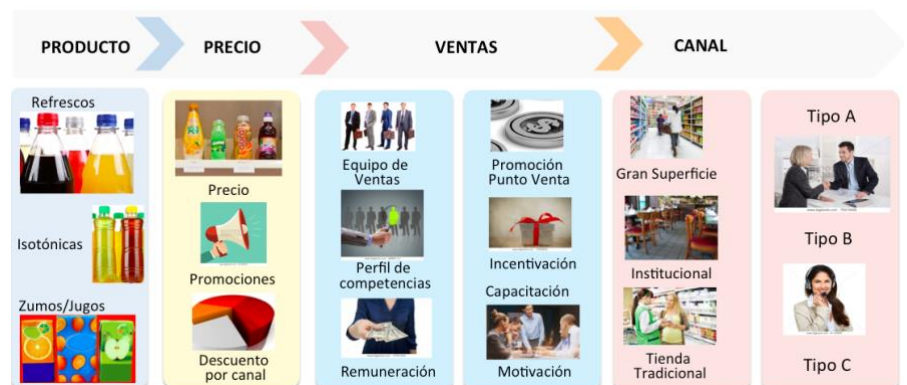 PRODUCTO
PRECIO
VENTAS
CANAL
Refrescos
Isotónicas
Zumos/Jugos
Precio
Promociones
Descuento
por canal
Equipo de
Ventas
Perfil de
competencias
Remuneración
Promoción
Punto Venta
Incentivación
Capacitación
Motivación
Gran Superficie
Institucional
Tienda
Tradicional
Tipo A
Tipo B
Tipo C